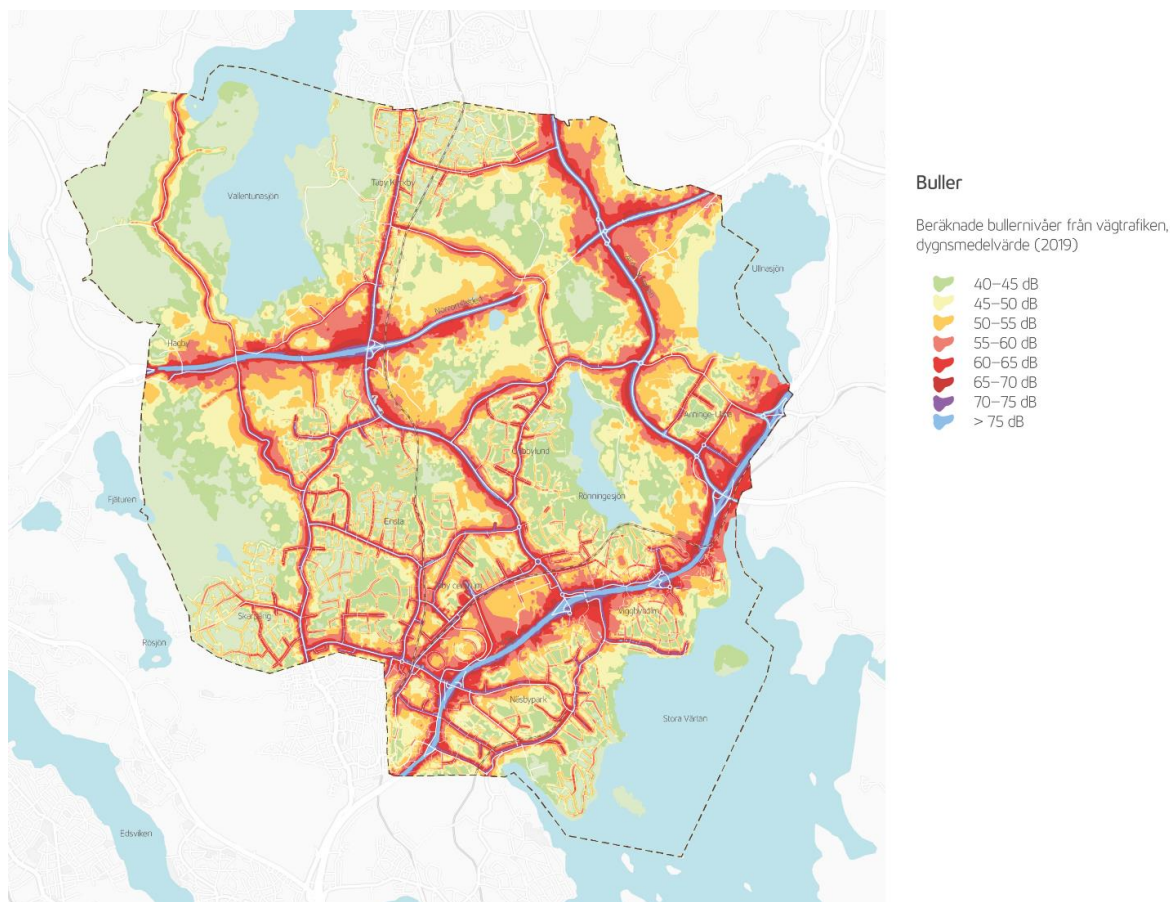 Buller
Beräknade bullernivåer från vägtrafiken,
dygnsmedelvärde (2019)
40–45 dB
45–50 dB
50–55 dB
55–60 dB
60–65 dB
65–70 dB
70–75 dB
> 75 dB
Vallentunasjön
Täby Kyrkby
Ullnasjön
Hagby
Arninge-Ullna
Gribbylund
Rönningesjön
Fjäturen
Ensta
Täby centrum
Skarpäng
Viggbyholm
Rösjön
Näsbypark
Stora Värtan
Edsviken